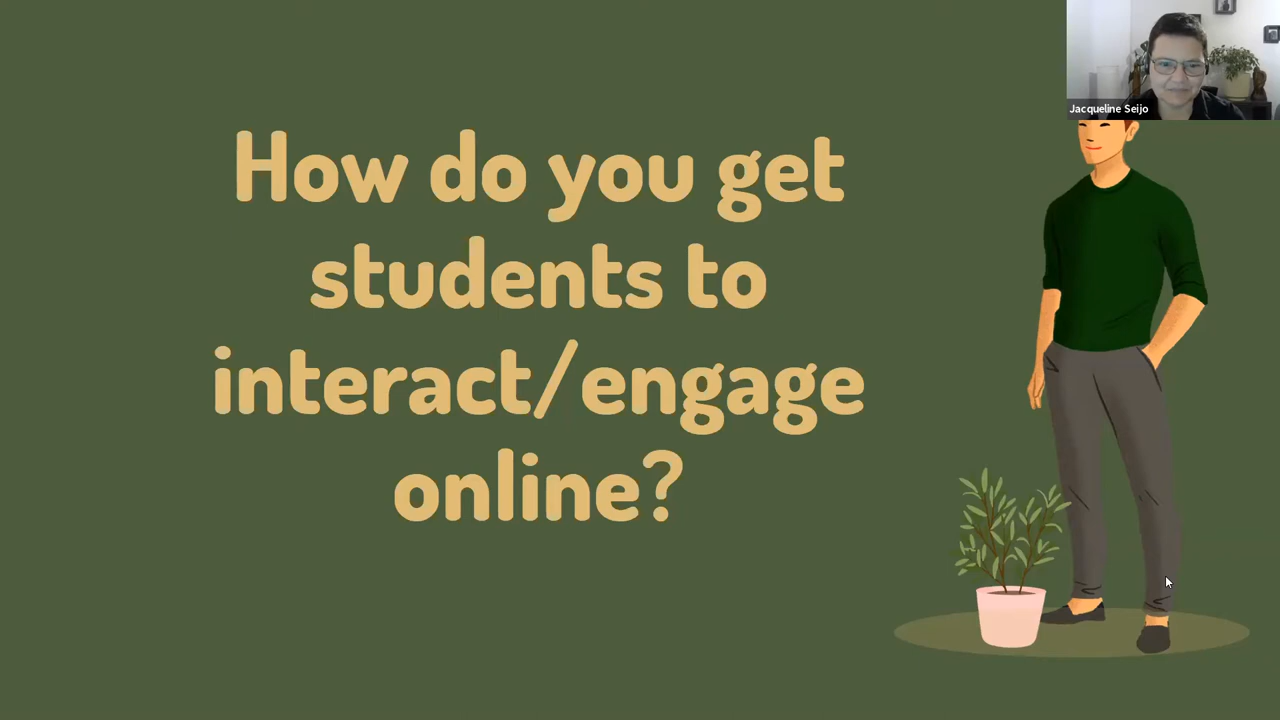 How do you get
students to
interact/engage
online?
Jacqueline Seijo